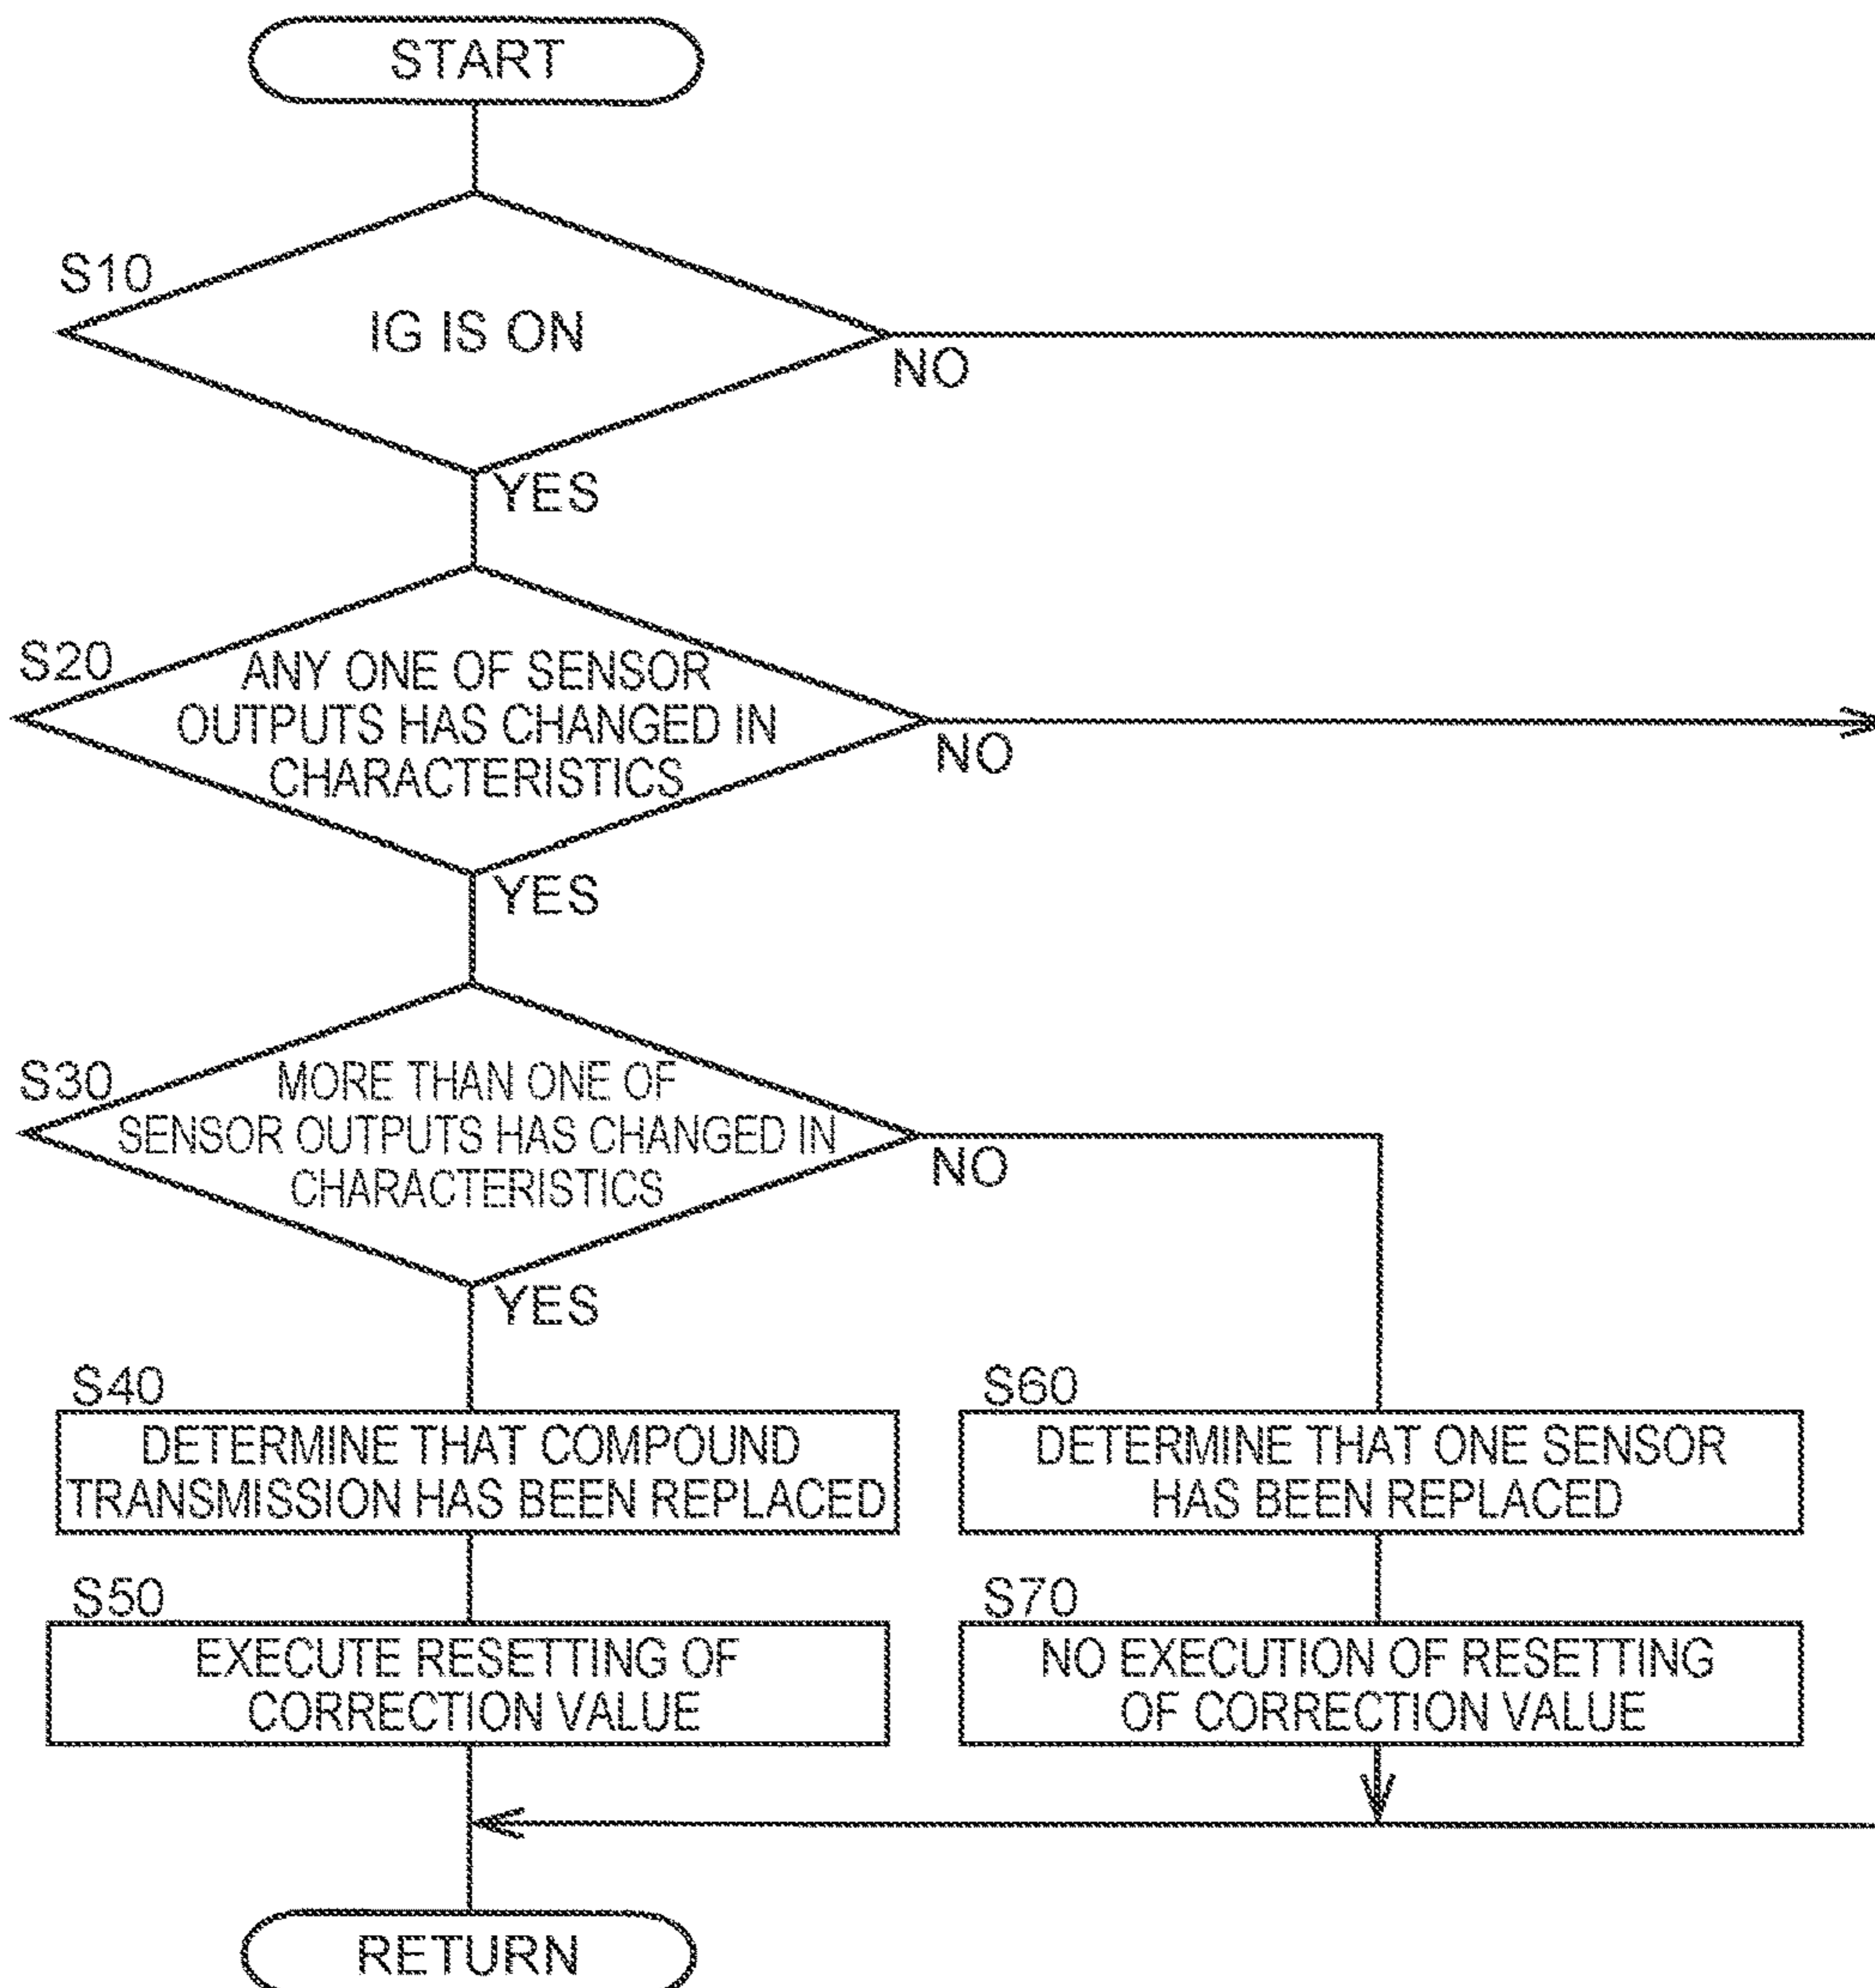 START
S10
IG IS ON
NO
YES
S20
ANY ONE OF SENSOR
OUTPUTS HAS CHANGED IN
CHARACTERISTICS
NO
YES
S30
MORE THAN ONE OF
SENSOR OUTPUTS HAS CHANGED IN
CHARACTERISTICS
NO
YES
S40
DETERMINE THAT COMPOUND
TRANSMISSION HAS BEEN REPLACED
S60
DETERMINE THAT ONE SENSOR
HAS BEEN REPLACED
S50
EXECUTE RESETTING OF
CORRECTION VALUE
S70
NO EXECUTION OF RESETTING
OF CORRECTION VALUE
RETURN